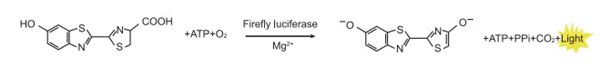 HO
S
N
N
S
COOH
+ATP+O₂
Firefly luciferase
Mg²⁺
⁻O
S
N
N
S
O⁻
+ATP+PPi+CO₂+Light